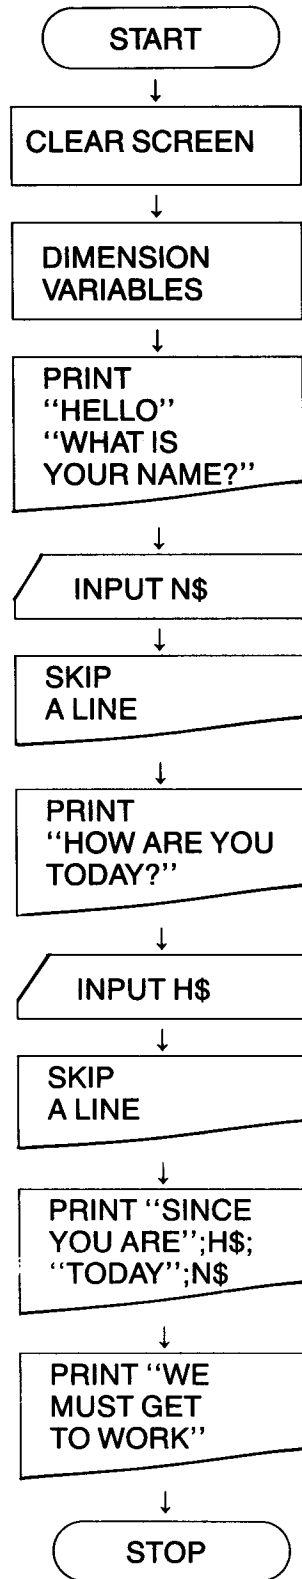 START
CLEAR SCREEN
DIMENSION
VARIABLES
PRINT
‘‘HELLO’’
‘‘WHAT IS
YOUR NAME?’’
INPUT N$
SKIP
A LINE
PRINT
‘‘HOW ARE YOU
TODAY?’’
INPUT H$
SKIP
A LINE
PRINT ‘‘SINCE
YOU ARE’’;H$;
‘‘TODAY’’;N$
PRINT ‘‘WE
MUST GET
TO WORK’’
STOP